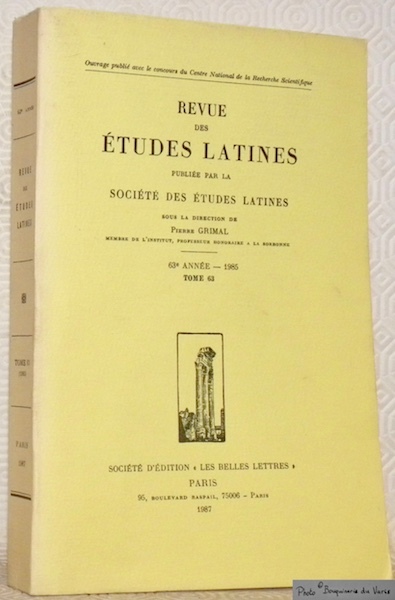 Ouvrage publié avec le concours du Centre National de la Recherche Scientifique
REVUE
DES
ÉTUDES LATINES
PUBLIÉE PAR LA
SOCIÉTÉ DES ÉTUDES LATINES
SOUS LA DIRECTION DE
PIERRE GRIMAL
MEMBRE DE L'INSTITUT, PROFESSEUR HONORAIRE A LA SORBONNE
63e ANNÉE — 1985
TOME 63
SOCIÉTÉ D'ÉDITION « LES BELLES LETTRES »
PARIS
95, BOULEVARD RASPAIL, 75006 - PARIS
1987
REVUE
DES
ÉTUDES
LATINES
TOME 63
PARIS
1987
Photo © Bouquinerie du Varis